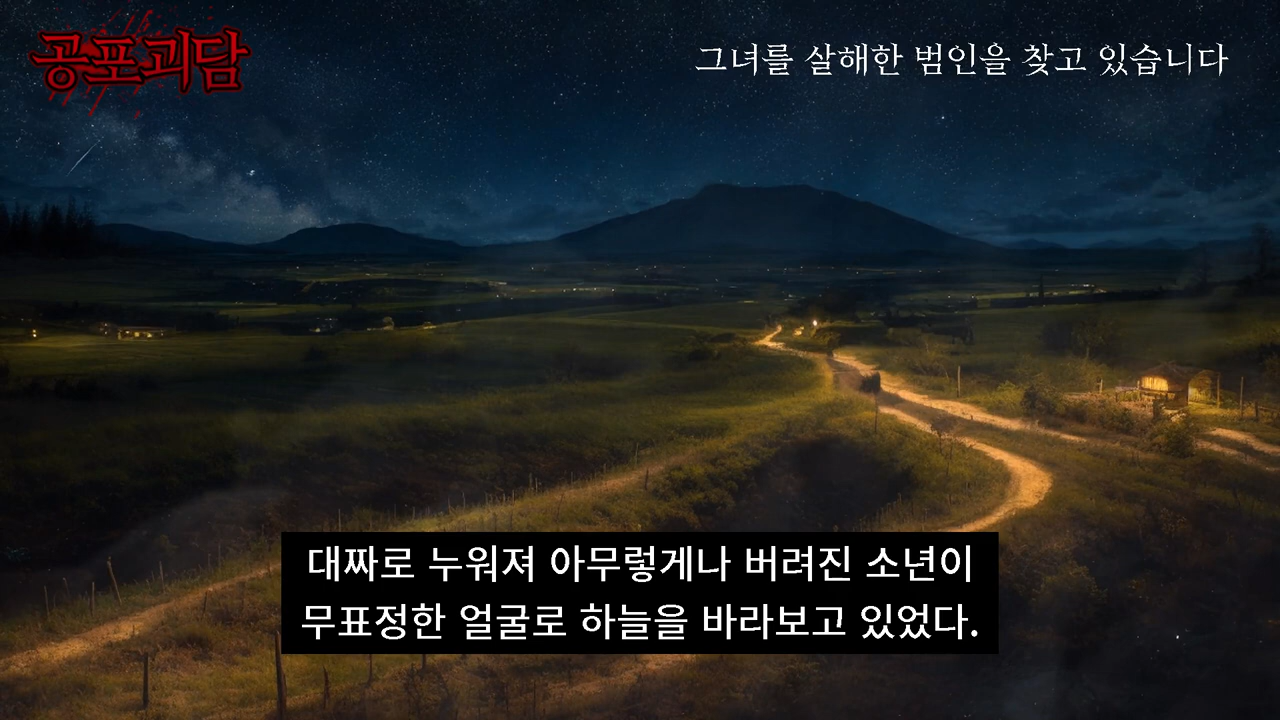 공포괴담
그녀를 살해한 범인을 찾고 있습니다
대짜로 누워져 아무렇게나 버려진 소년이
무표정한 얼굴로 하늘을 바라보고 있었다.